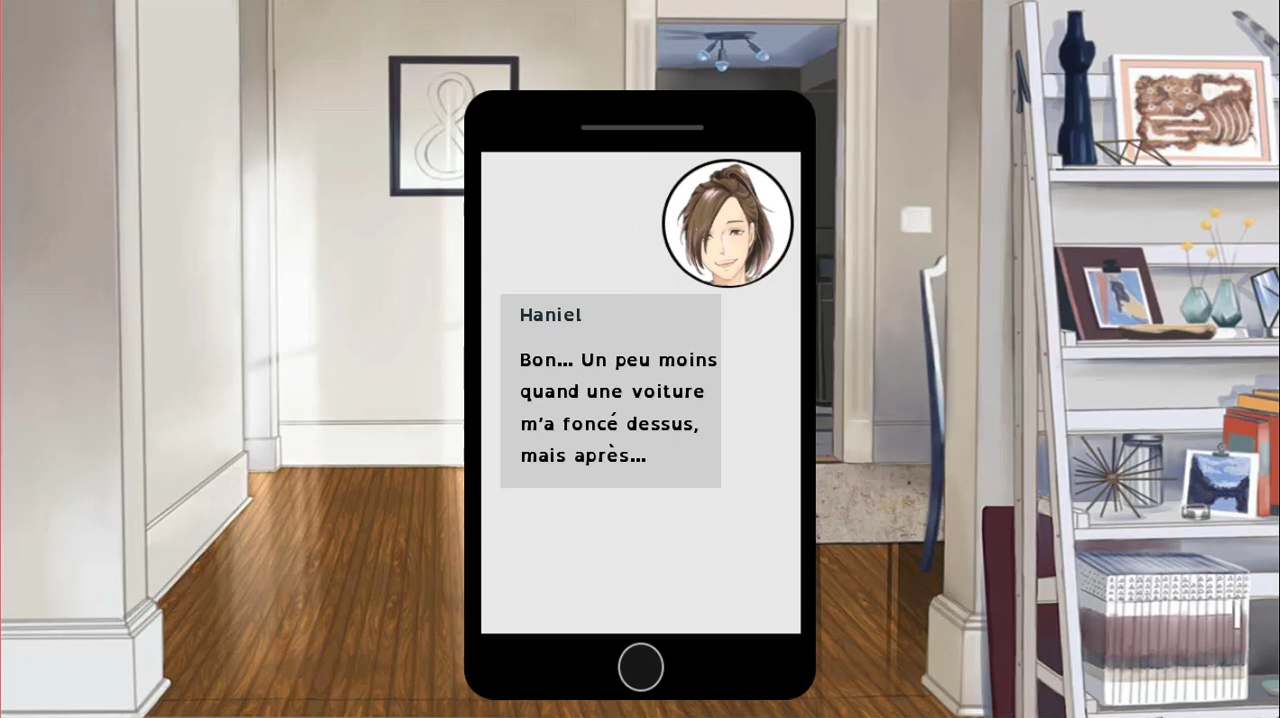 Haniel
Bon... Un peu moins
quand une voiture
m'a foncé dessus,
mais après...